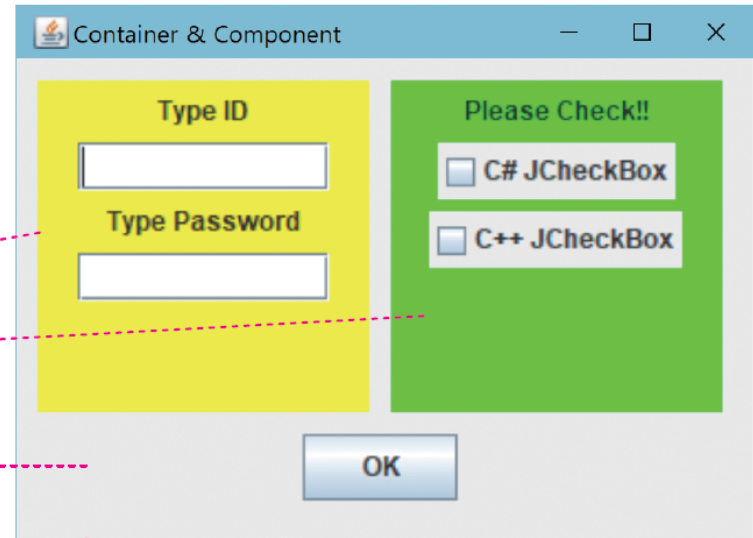 Container & Component
Type ID
Type Password
Please Check!!
C# JCheckBox
C++ JCheckBox
OK